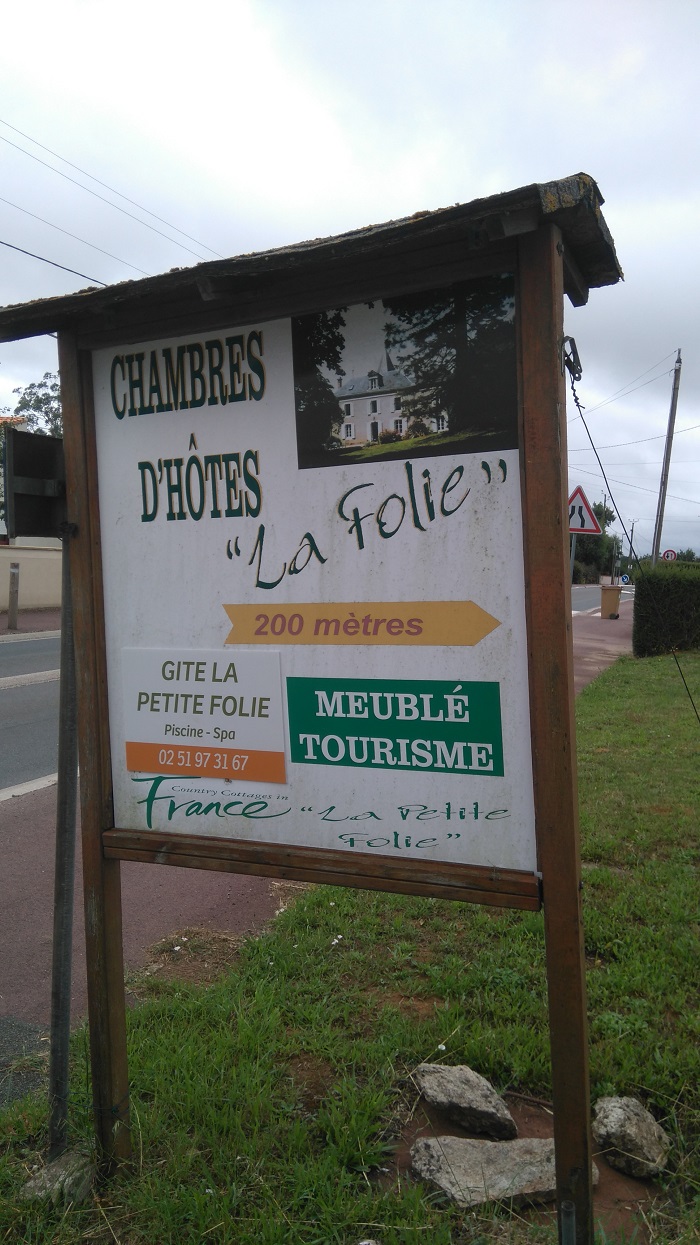 CHAMBRES
D'HÔTES
"La Folie"
200 mètres
GITE LA
PETITE FOLIE
Piscine - Spa
02 51 97 31 67
MEUBLÉ
TOURISME
Country Cottages in
France "La Petite
Folie"